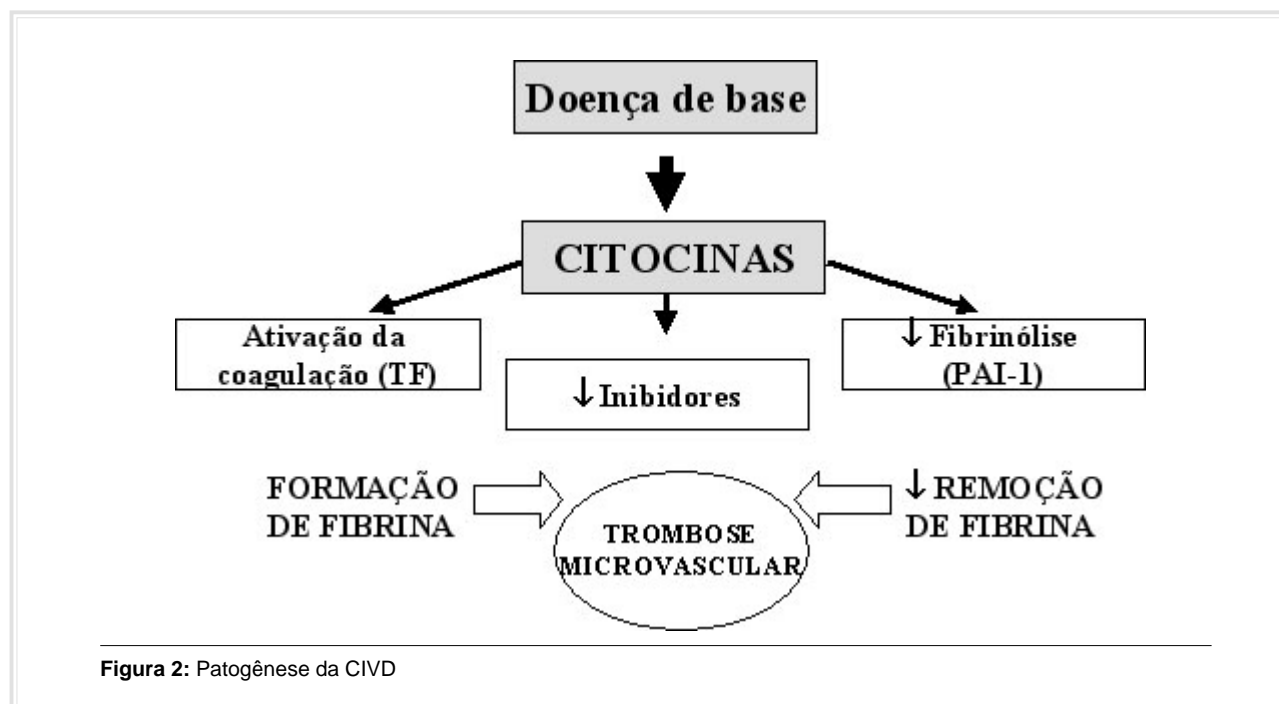 Doença de base
CITOCINAS
Ativação da
coagulação (TF)
↓ Inibidores
↓ Fibrinólise
(PAI-1)
FORMAÇÃO
DE FIBRINA
TROMBOSE
MICROVASCULAR
↓ REMOÇÃO
DE FIBRINA
Figura 2: Patogênese da CIVD